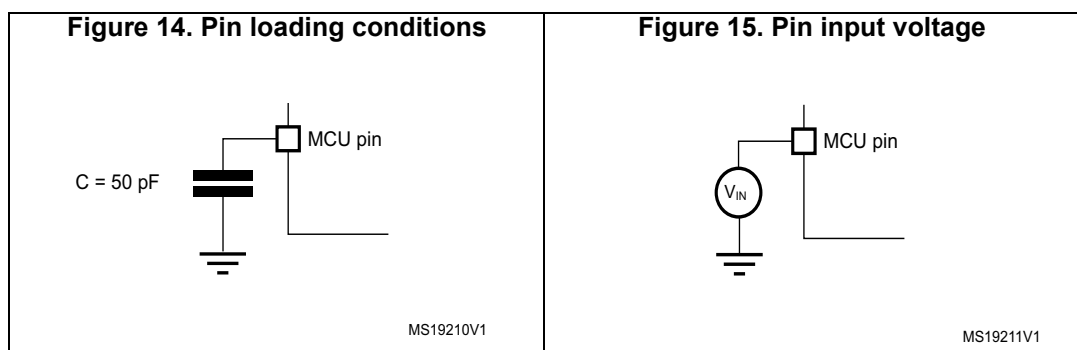 Figure 14. Pin loading conditions
MCU pin
C = 50 pF
MS19210V1
Figure 15. Pin input voltage
MCU pin
VIN
MS19211V1